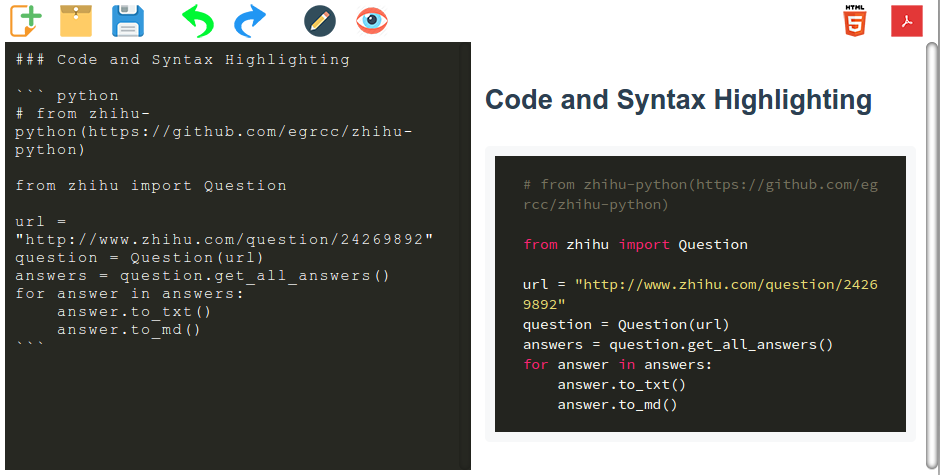 HTML
5
### Code and Syntax Highlighting
``` python
# from zhihu-
python(https://github.com/egrcc/zhihu-
python)
from zhihu import Question
url =
"http://www.zhihu.com/question/24269892"
question = Question(url)
answers = question.get_all_answers()
for answer in answers:
    answer.to_txt()
    answer.to_md()
```
Code and Syntax Highlighting
# from zhihu-python(https://github.com/eg
rcc/zhihu-python)
from zhihu import Question
url = "http://www.zhihu.com/question/2426
9892"
question = Question(url)
answers = question.get_all_answers()
for answer in answers:
    answer.to_txt()
    answer.to_md()